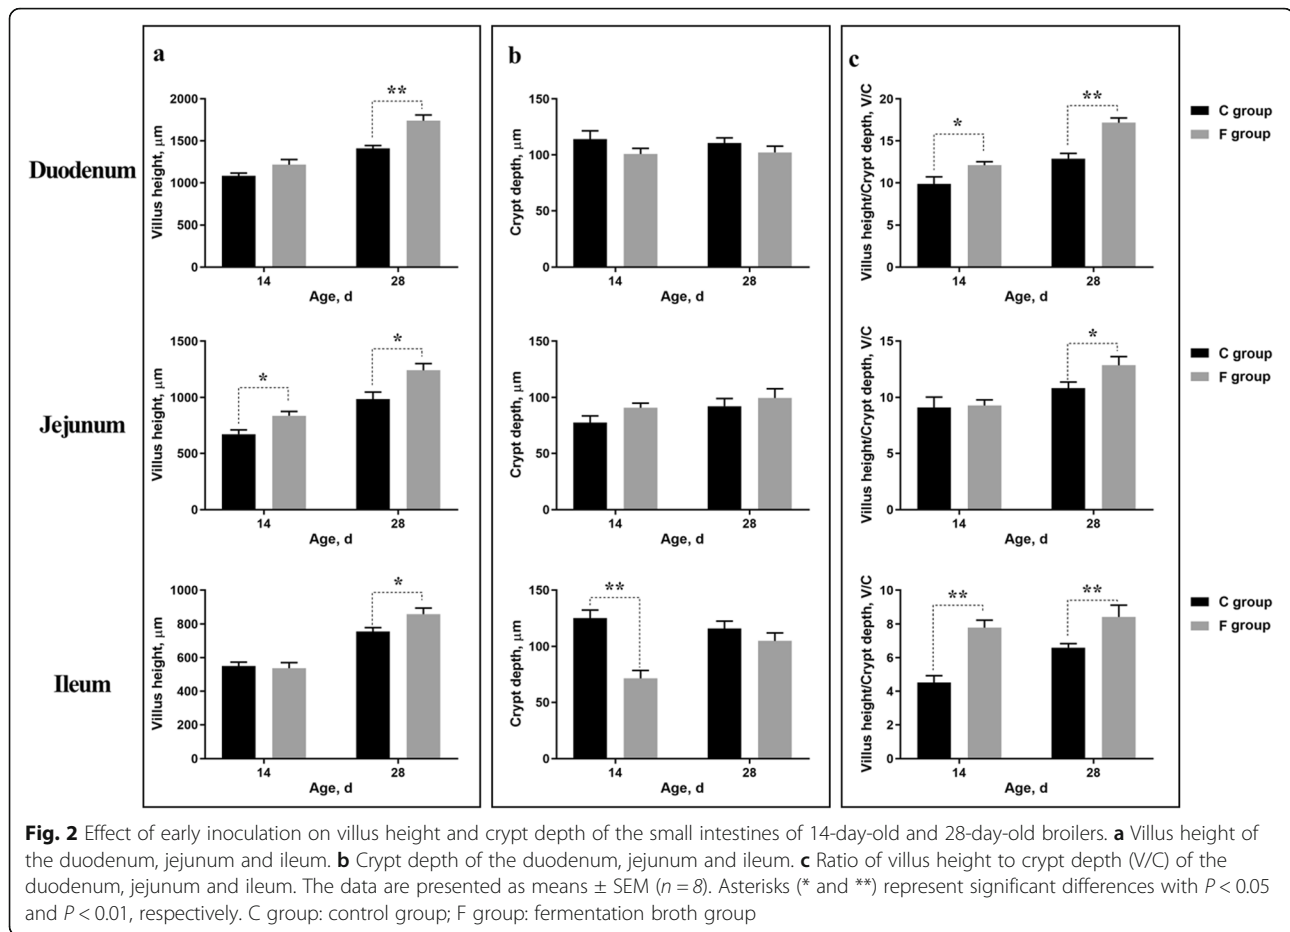 a
b
c
Duodenum
Villus height, μm
2000
1500
1000
500
0
**
14
28
Age, d
Crypt depth, μm
150
100
50
0
14
28
Age, d
Villus height/Crypt depth, V/C
20
15
10
5
0
*
**
14
28
Age, d
C group
F group
Jejunum
Villus height, μm
1500
1000
500
0
*
*
14
28
Age, d
Crypt depth, μm
150
100
50
0
14
28
Age, d
Villus height/Crypt depth, V/C
15
10
5
0
*
14
28
Age, d
C group
F group
Ileum
Villus height, μm
1000
800
600
400
200
0
*
14
28
Age, d
Crypt depth, μm
150
100
50
0
**
14
28
Age, d
Villus height/Crypt depth, V/C
10
8
6
4
2
0
**
**
14
28
Age, d
C group
F group
Fig. 2 Effect of early inoculation on villus height and crypt depth of the small intestines of 14-day-old and 28-day-old broilers. a Villus height of
the duodenum, jejunum and ileum. b Crypt depth of the duodenum, jejunum and ileum. c Ratio of villus height to crypt depth (V/C) of the
duodenum, jejunum and ileum. The data are presented as means ± SEM (n = 8). Asterisks (* and **) represent significant differences with P < 0.05
and P < 0.01, respectively. C group: control group; F group: fermentation broth group